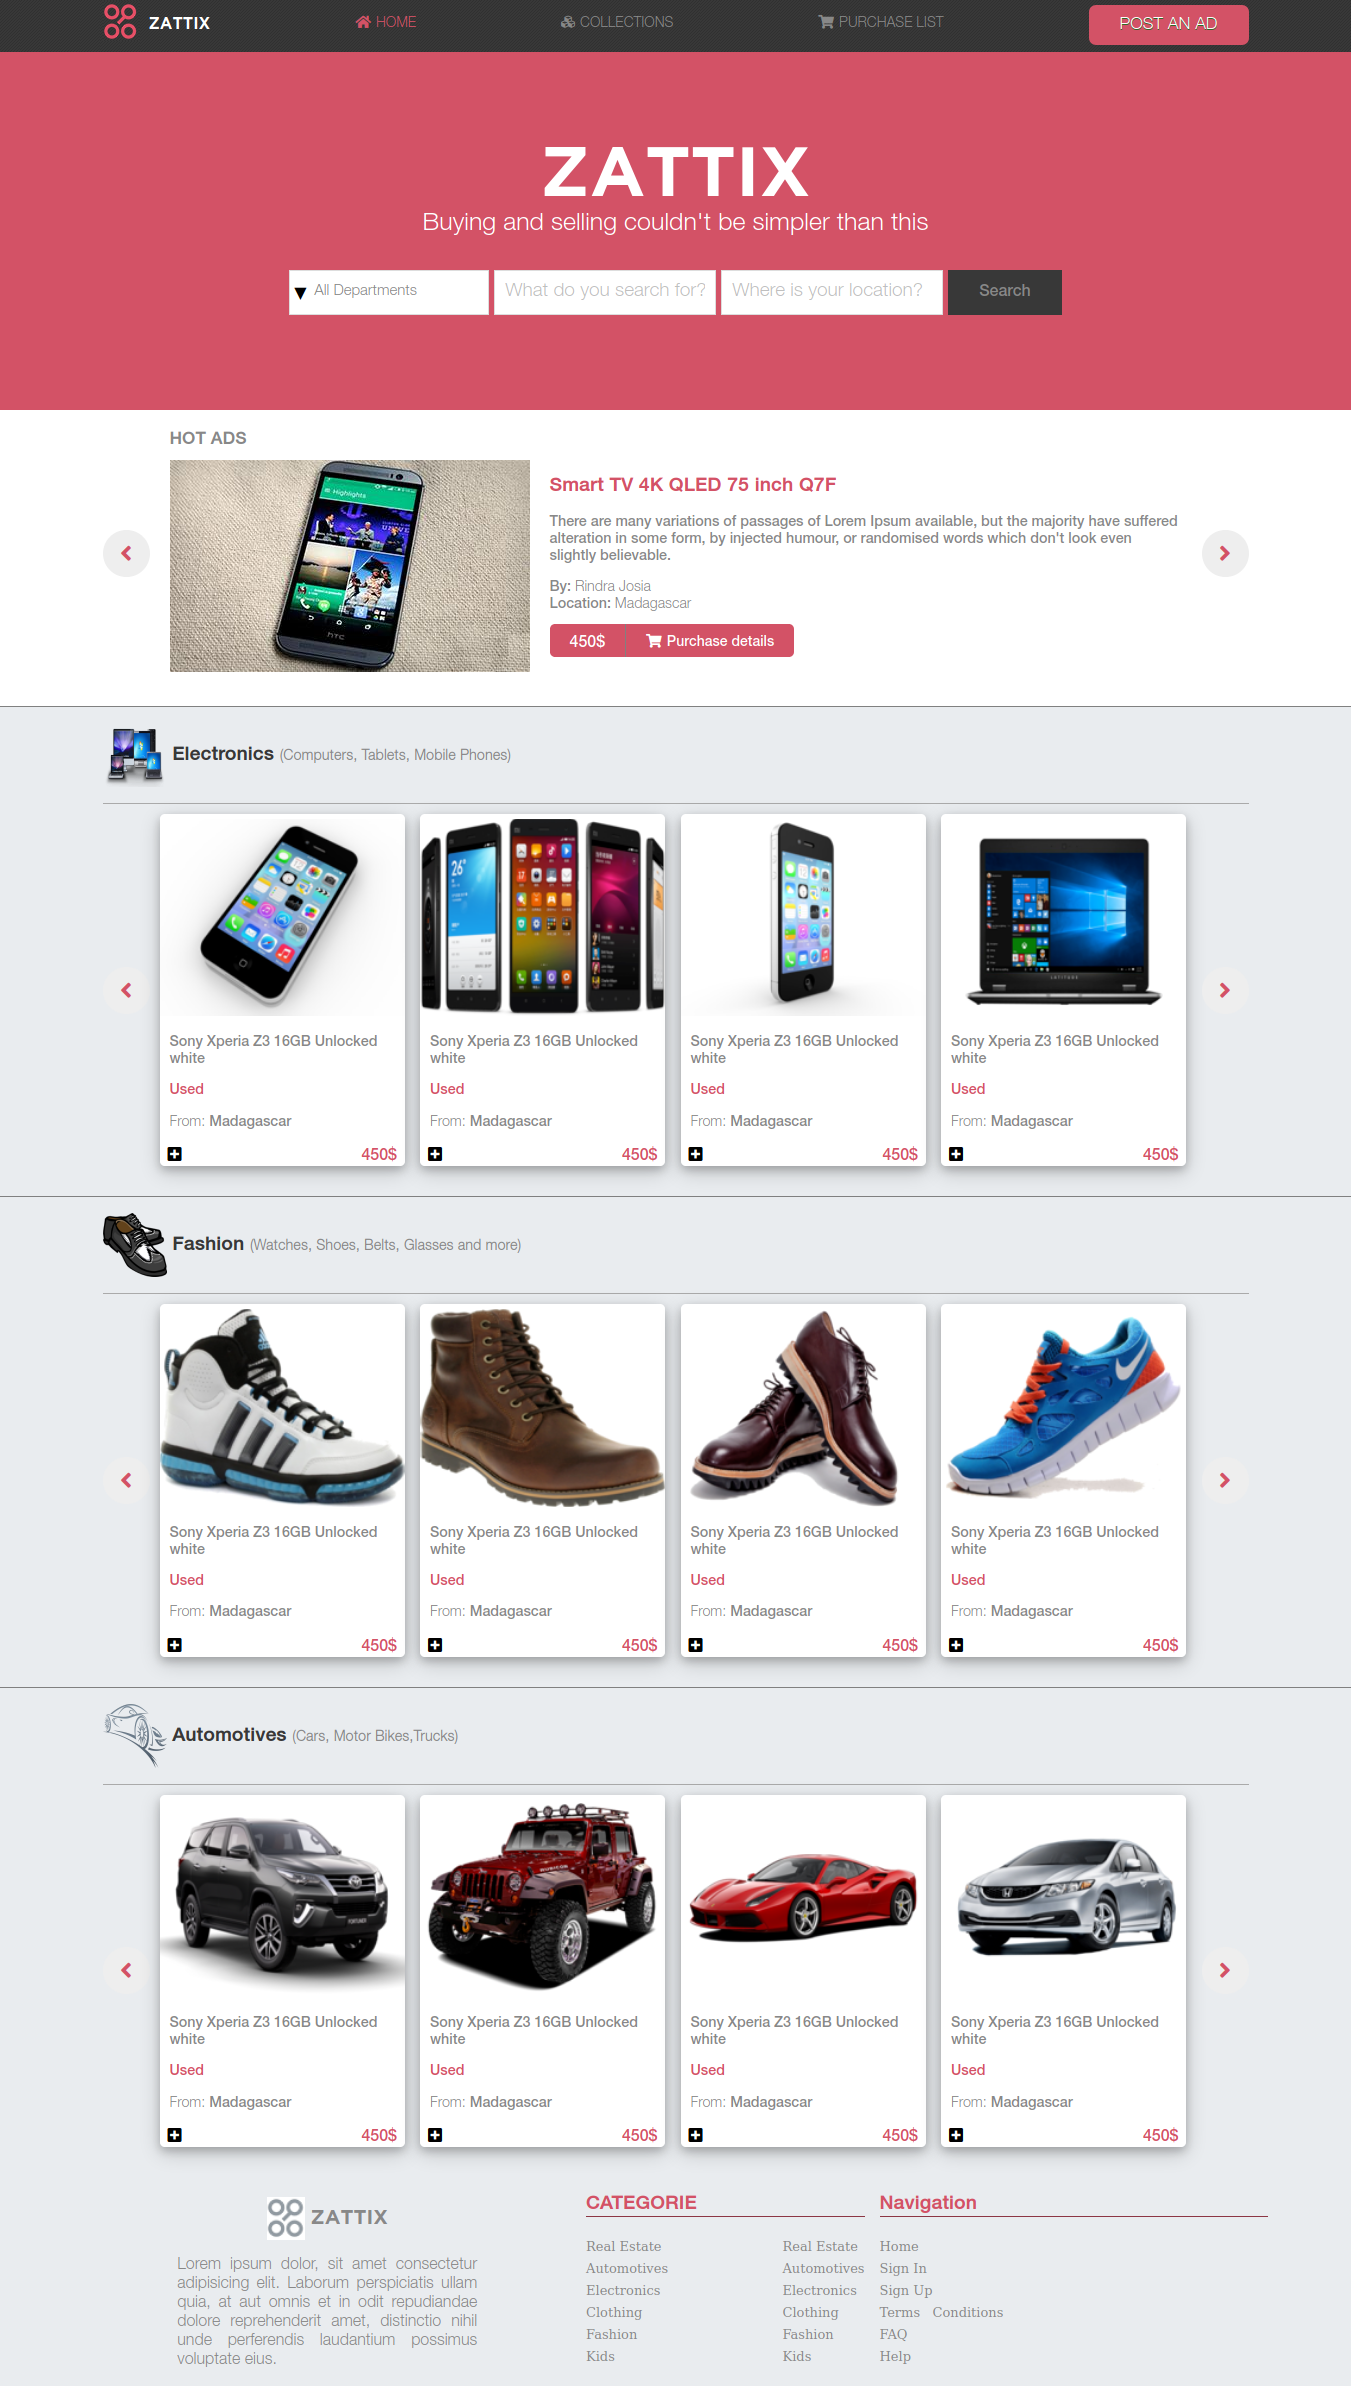 ZATTIX HOME COLLECTIONS PURCHASE LIST POST AN AD
ZATTIX
Buying and selling couldn't be simpler than this
▼ All Departments What do you search for? Where is your location? Search
HOT ADS
Highlights
htc
Smart TV 4K QLED 75 inch Q7F
There are many variations of passages of Lorem Ipsum available, but the majority have suffered
alteration in some form, by injected humour, or randomised words which don't look even
slightly believable.
By: Rindra Josia
Location: Madagascar
450$ Purchase details
Electronics (Computers, Tablets, Mobile Phones)
26°
LATITUDE
Sony Xperia Z3 16GB Unlocked
white
Used
From: Madagascar
450$
Sony Xperia Z3 16GB Unlocked
white
Used
From: Madagascar
450$
Sony Xperia Z3 16GB Unlocked
white
Used
From: Madagascar
450$
Sony Xperia Z3 16GB Unlocked
white
Used
From: Madagascar
450$
Fashion (Watches, Shoes, Belts, Glasses and more)
Sony Xperia Z3 16GB Unlocked
white
Used
From: Madagascar
450$
Sony Xperia Z3 16GB Unlocked
white
Used
From: Madagascar
450$
Sony Xperia Z3 16GB Unlocked
white
Used
From: Madagascar
450$
Sony Xperia Z3 16GB Unlocked
white
Used
From: Madagascar
450$
Automotives (Cars, Motor Bikes,Trucks)
FORTUNER
RUBICON
Sony Xperia Z3 16GB Unlocked
white
Used
From: Madagascar
450$
Sony Xperia Z3 16GB Unlocked
white
Used
From: Madagascar
450$
Sony Xperia Z3 16GB Unlocked
white
Used
From: Madagascar
450$
Sony Xperia Z3 16GB Unlocked
white
Used
From: Madagascar
450$
ZATTIX
Lorem ipsum dolor, sit amet consectetur
adipisicing elit. Laborum perspiciatis ullam
quia, at aut omnis et in odit repudiandae
dolore reprehenderit amet, distinctio nihil
unde perferendis laudantium possimus
voluptate eius.
CATEGORIE
Real Estate
Automotives
Electronics
Clothing
Fashion
Kids
Real Estate
Automotives
Electronics
Clothing
Fashion
Kids
Navigation
Home
Sign In
Sign Up
Terms Conditions
FAQ
Help